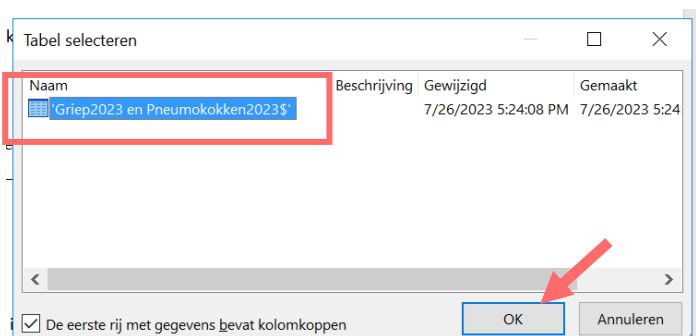 Tabel selecteren
Naam Beschrijving Gewijzigd Gemaakt
'Griep2023 en Pneumokokken2023$' 7/26/2023 5:24:08 PM 7/26/2023 5:24
De eerste rij met gegevens bevat kolomkoppen
OK Annuleren